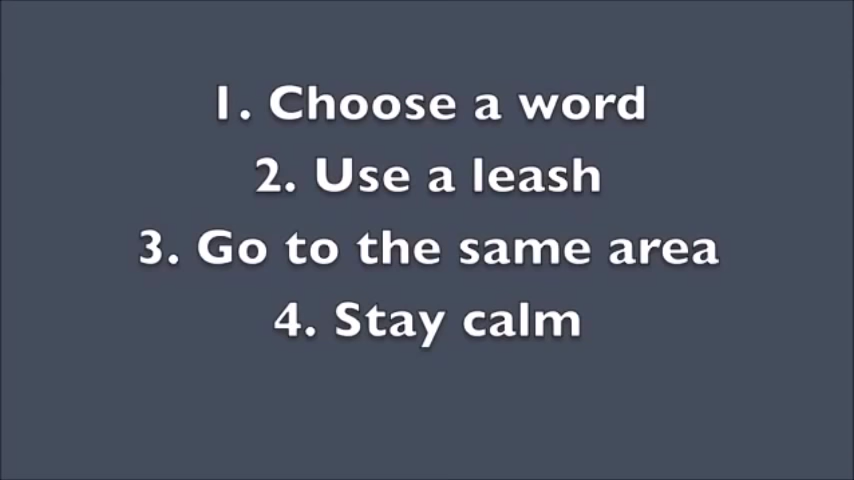 1. Choose a word
2. Use a leash
3. Go to the same area
4. Stay calm